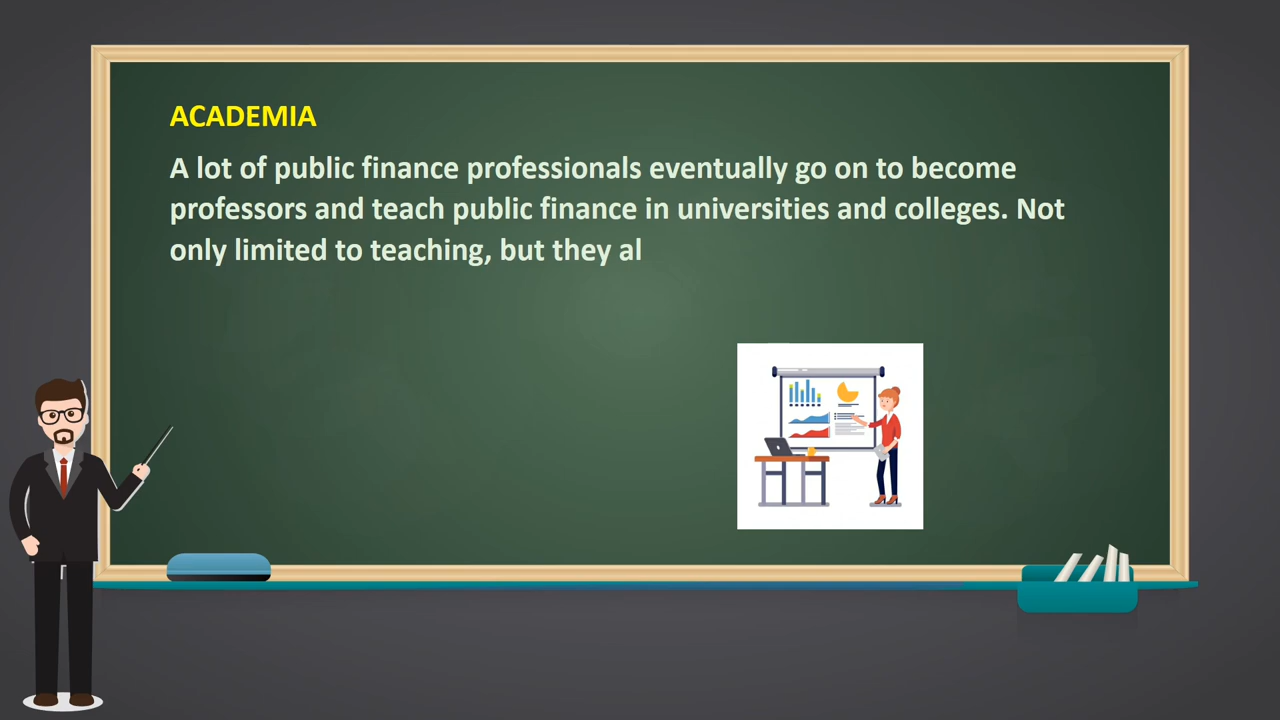 ACADEMIA
A lot of public finance professionals eventually go on to become
professors and teach public finance in universities and colleges. Not
only limited to teaching, but they al